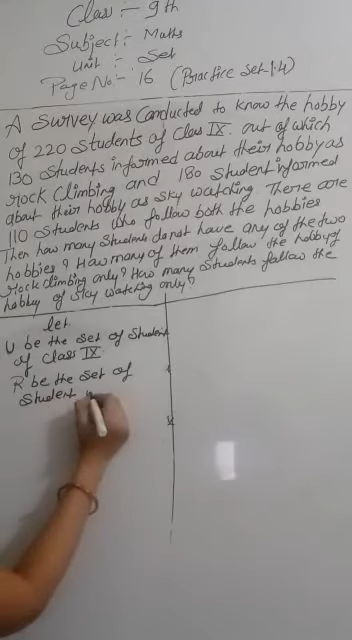 Class :- 9th
Subject :- Maths
Unit :- Set
Page No :- 16 (Practice Set 1.4)
A Survey was Conducted to know the hobby
of 220 Students of Class IX. out of which
130 Students informed about their hobby as
rock Climbing and 180 Student informed
about their hobby as sky watching. There are
110 Students who follow both the hobbies
Then how many Students do not have any of the two
hobbies? How many of them follow the hobby of
rock climbing only? How many Students follow the
hobby of sky watching only?
let
U be the set of Student
of Class IX
R be the set of
Student